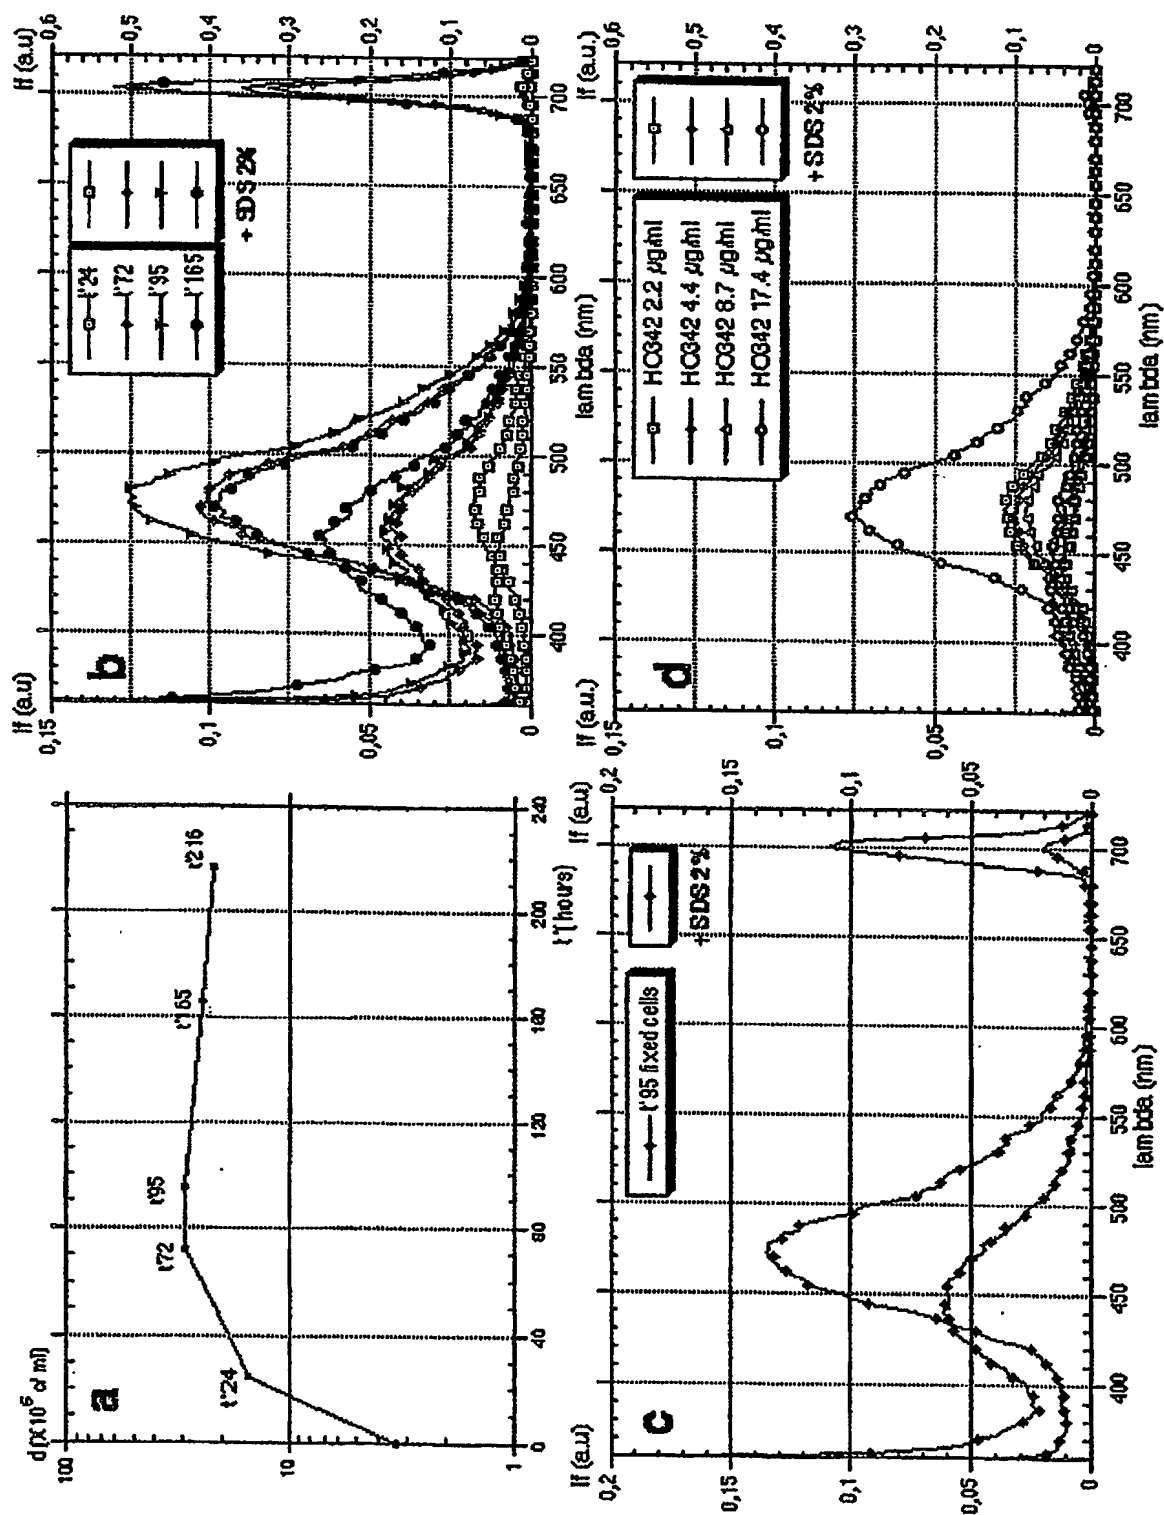 a
d (X10⁵ c/ ml)
100
10
1
t'24
t'72
t'95
t'165
t'216
0
40
80
120
160
200
240
t' (hours)
b
If (a.u)
0,15
0,1
0,05
0
If (a.u)
0,6
0,5
0,4
0,3
0,2
0,1
0
t'24
t'72
t'95
t'165
+ SDS 2%
400
450
500
550
600
650
700
lambda (nm)
c
If (a.u)
0,2
0,15
0,1
0,05
0
If (a.u)
0,2
0,15
0,1
0,05
0
t'95 fixed cells
+SDS 2%
400
450
500
550
600
650
700
lambda (nm)
d
If (a.u.)
0,15
0,1
0,05
0
If (a.u.)
0,6
0,5
0,4
0,3
0,2
0,1
0
HO342 2.2 µg/ml
HO342 4.4 µg/ml
HO342 8.7 µg/ml
HO342 17.4 µg/ml
+SDS 2%
400
450
500
550
600
650
700
lambda (nm)